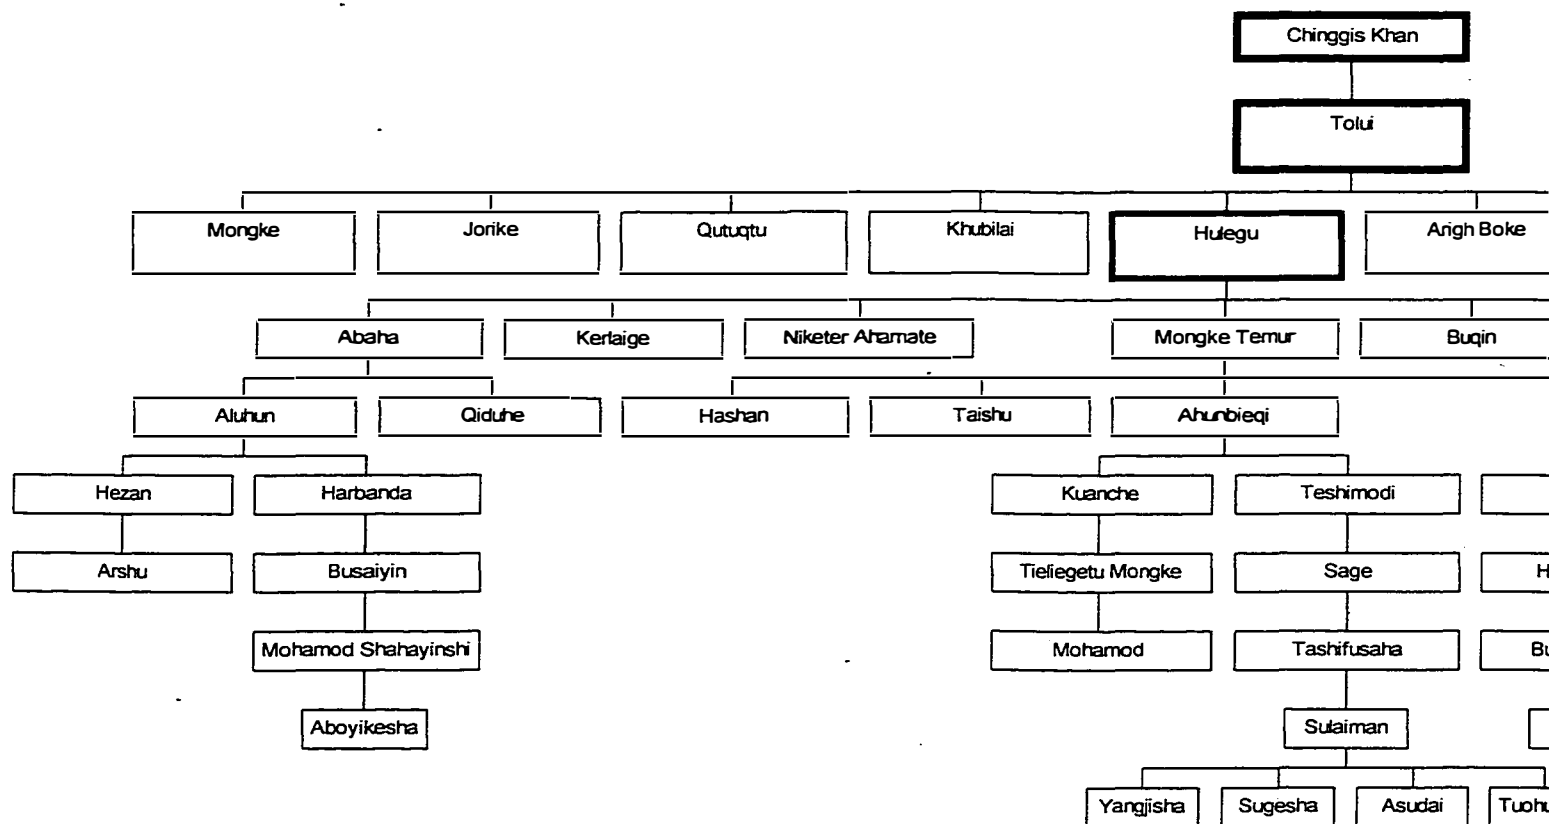 Chinggis Khan
Tolui
Mongke
Jorike
Qutuqtu
Khubilai
Hulegu
Arigh Boke
Abaha
Kerlaige
Niketer Ahamate
Mongke Temur
Buqin
Aluhun
Qiduhe
Hashan
Taishu
Ahunbieqi
Hezan
Harbanda
Kuanche
Teshimodi
Arshu
Busaiyin
Tieliegetu Mongke
Sage
H
Mohamod Shahayinshi
Mohamod
Tashifusaha
Bu
Aboyikesha
Sulaiman
Yangjisha
Sugesha
Asudai
Tuohu